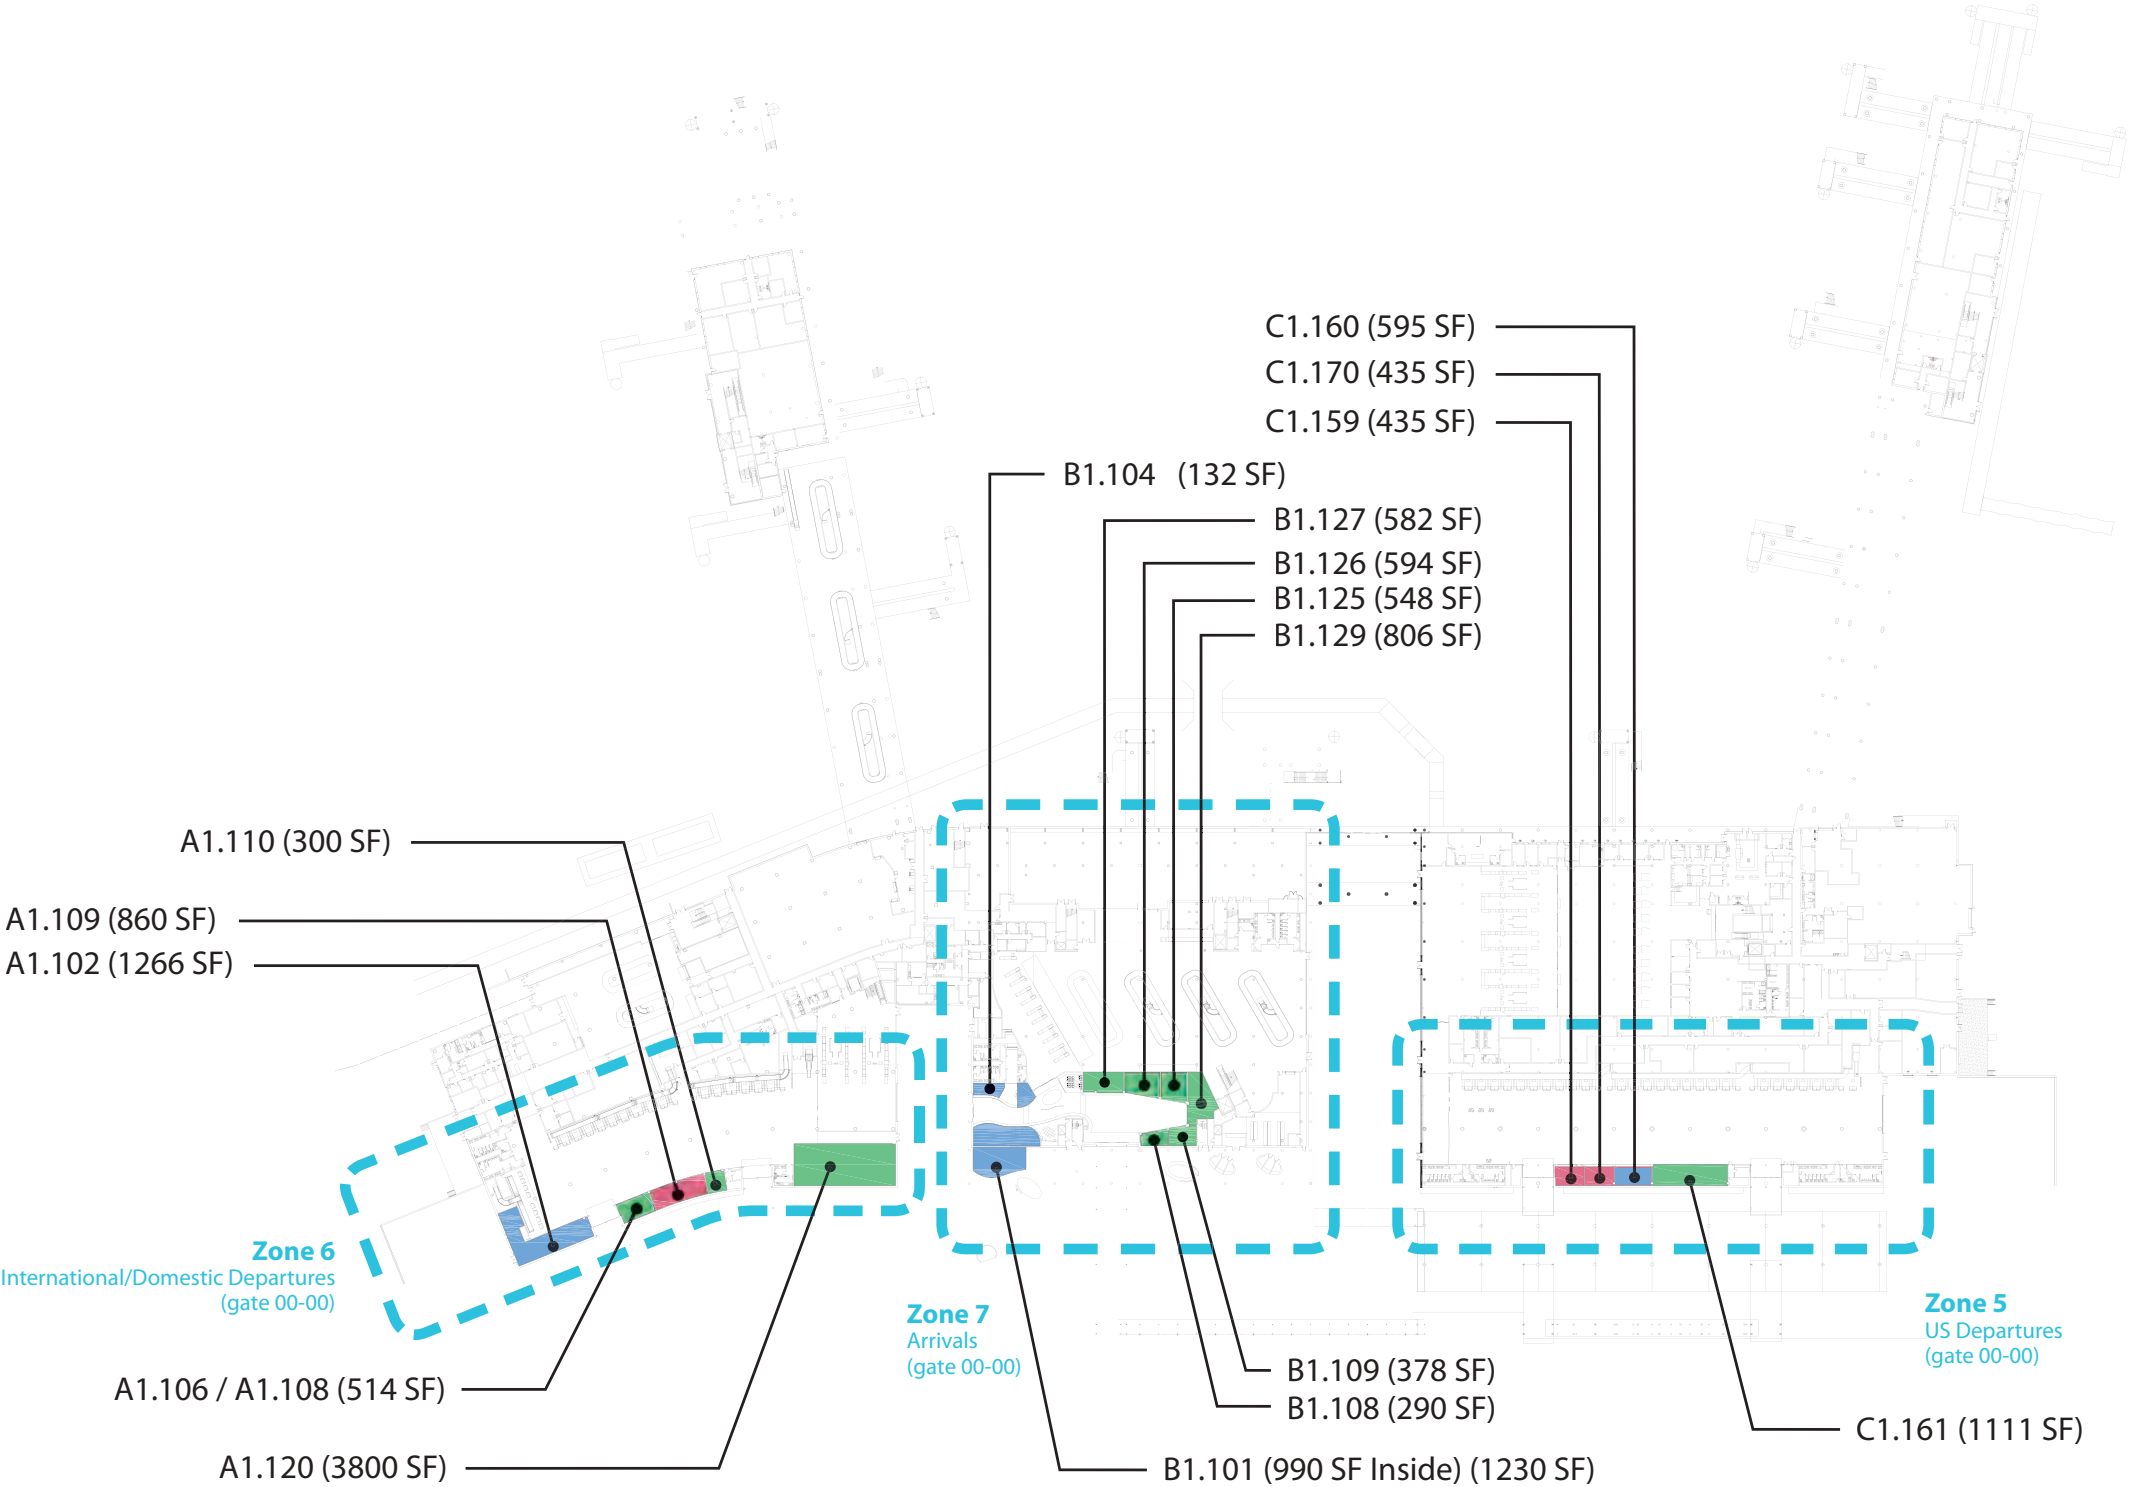 C1.160 (595 SF)
C1.170 (435 SF)
C1.159 (435 SF)
B1.104 (132 SF)
B1.127 (582 SF)
B1.126 (594 SF)
B1.125 (548 SF)
B1.129 (806 SF)
A1.110 (300 SF)
A1.109 (860 SF)
A1.102 (1266 SF)
Zone 6
International/Domestic Departures
(gate 00-00)
Zone 7
Arrivals
(gate 00-00)
Zone 5
US Departures
(gate 00-00)
A1.106 / A1.108 (514 SF)
A1.120 (3800 SF)
B1.109 (378 SF)
B1.108 (290 SF)
B1.101 (990 SF Inside) (1230 SF)
C1.161 (1111 SF)